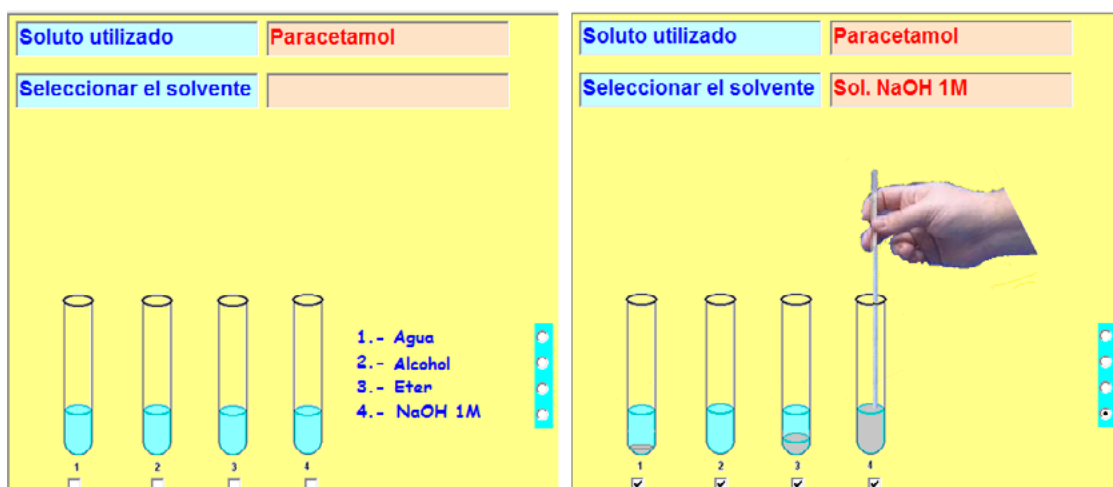 Soluto utilizado Paracetamol
Seleccionar el solvente
1.- Agua
2.- Alcohol
3.- Eter
4.- NaOH 1M
1 2 3 4
Soluto utilizado Paracetamol
Seleccionar el solvente Sol. NaOH 1M
1 2 3 4